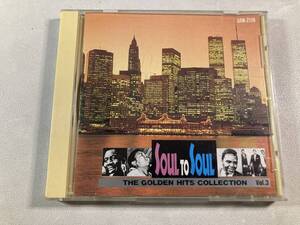 SOUL TO SOUL
THE GOLDEN HITS COLLECTION Vol.3